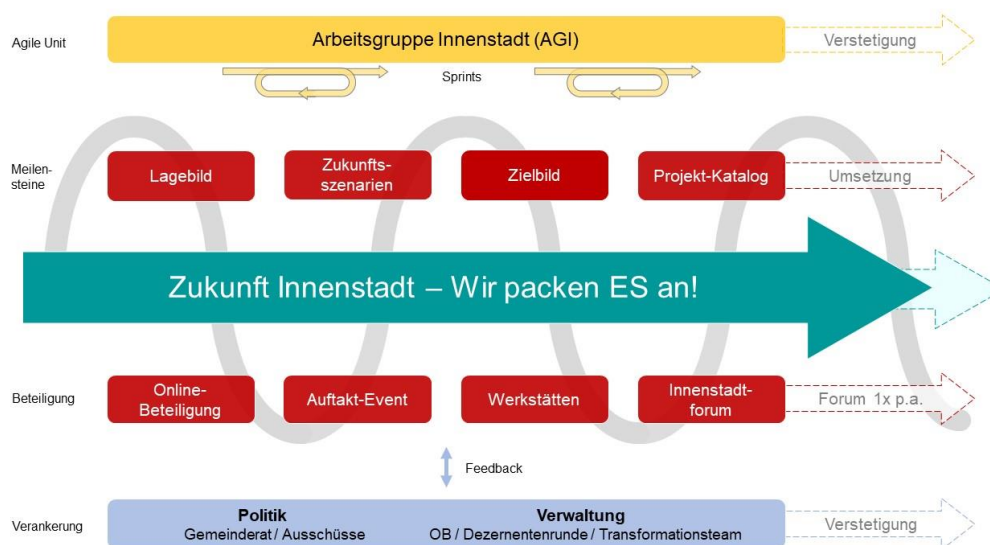 Agile Unit
Arbeitsgruppe Innenstadt (AGI)
Verstetigung
Sprints
Meilen-
steine
Lagebild
Zukunfts-
szenarien
Zielbild
Projekt-Katalog
Umsetzung
Zukunft Innenstadt – Wir packen ES an!
Beteiligung
Online-
Beteiligung
Auftakt-Event
Werkstätten
Innenstadt-
forum
Forum 1x p.a.
Feedback
Verankerung
Politik
Gemeinderat / Ausschüsse
Verwaltung
OB / Dezernentenrunde / Transformationsteam
Verstetigung